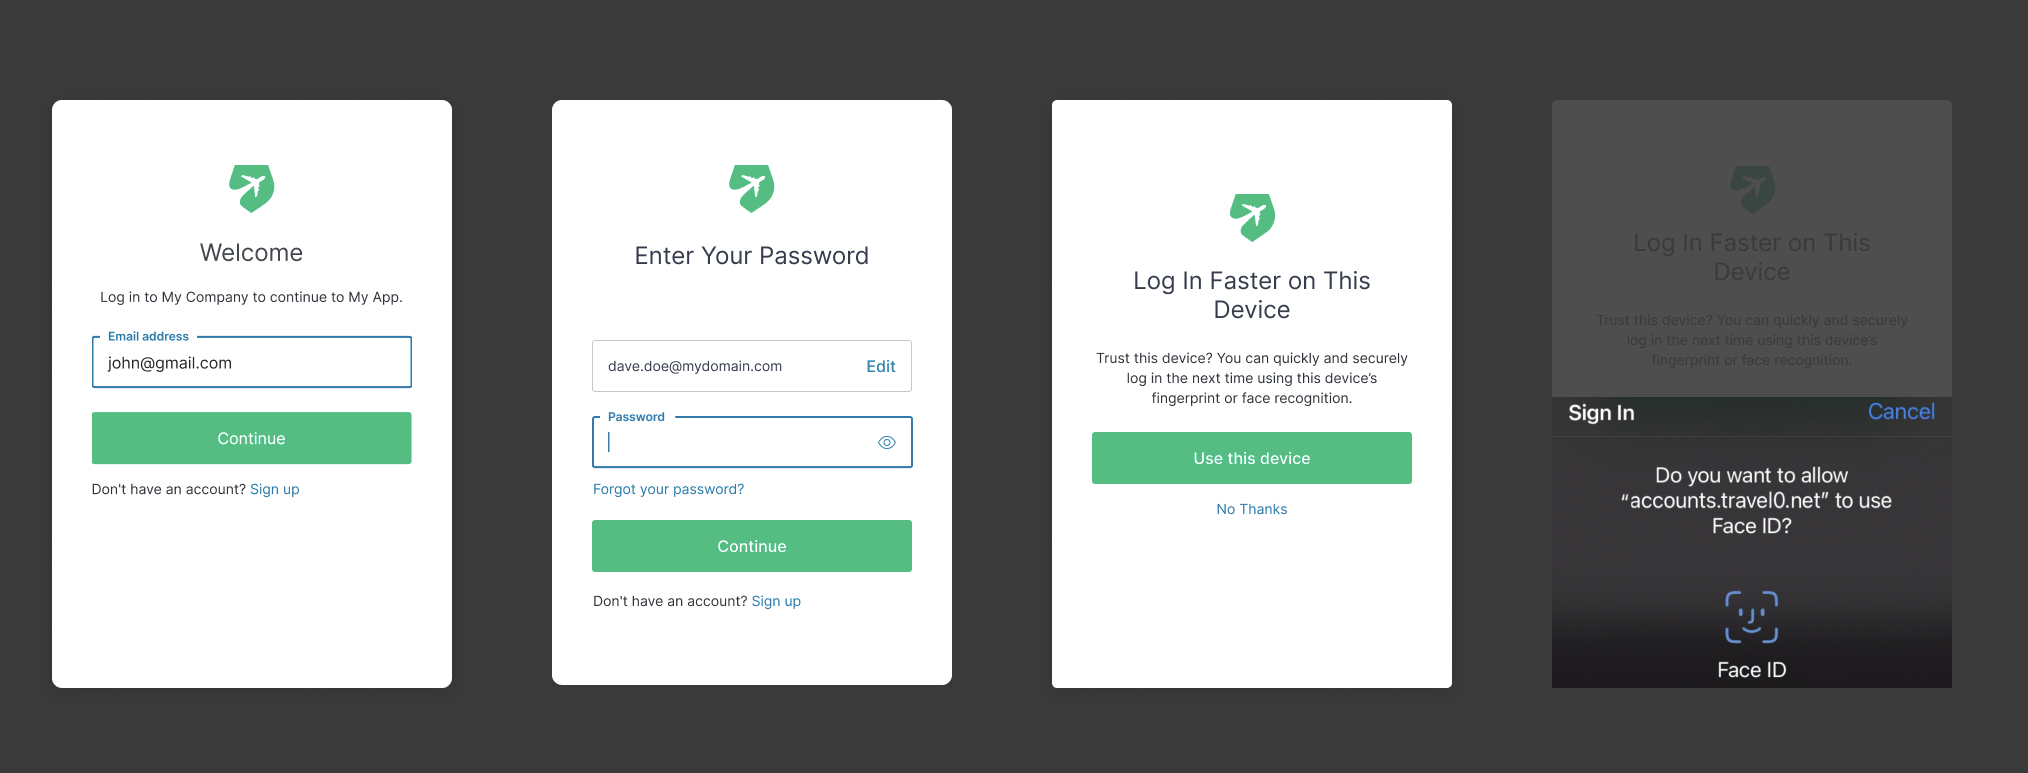 Welcome
Log in to My Company to continue to My App.
Email address
john@gmail.com
Continue
Don't have an account? Sign up
Enter Your Password
dave.doe@mydomain.com Edit
Password
Forgot your password?
Continue
Don't have an account? Sign up
Log In Faster on This
Device
Trust this device? You can quickly and securely
log in the next time using this device’s
fingerprint or face recognition.
Use this device
No Thanks
Log In Faster on This
Device
Trust this device? You can quickly and securely
log in the next time using this device’s
fingerprint or face recognition.
Sign In Cancel
Do you want to allow
“accounts.travel0.net” to use
Face ID?
Face ID